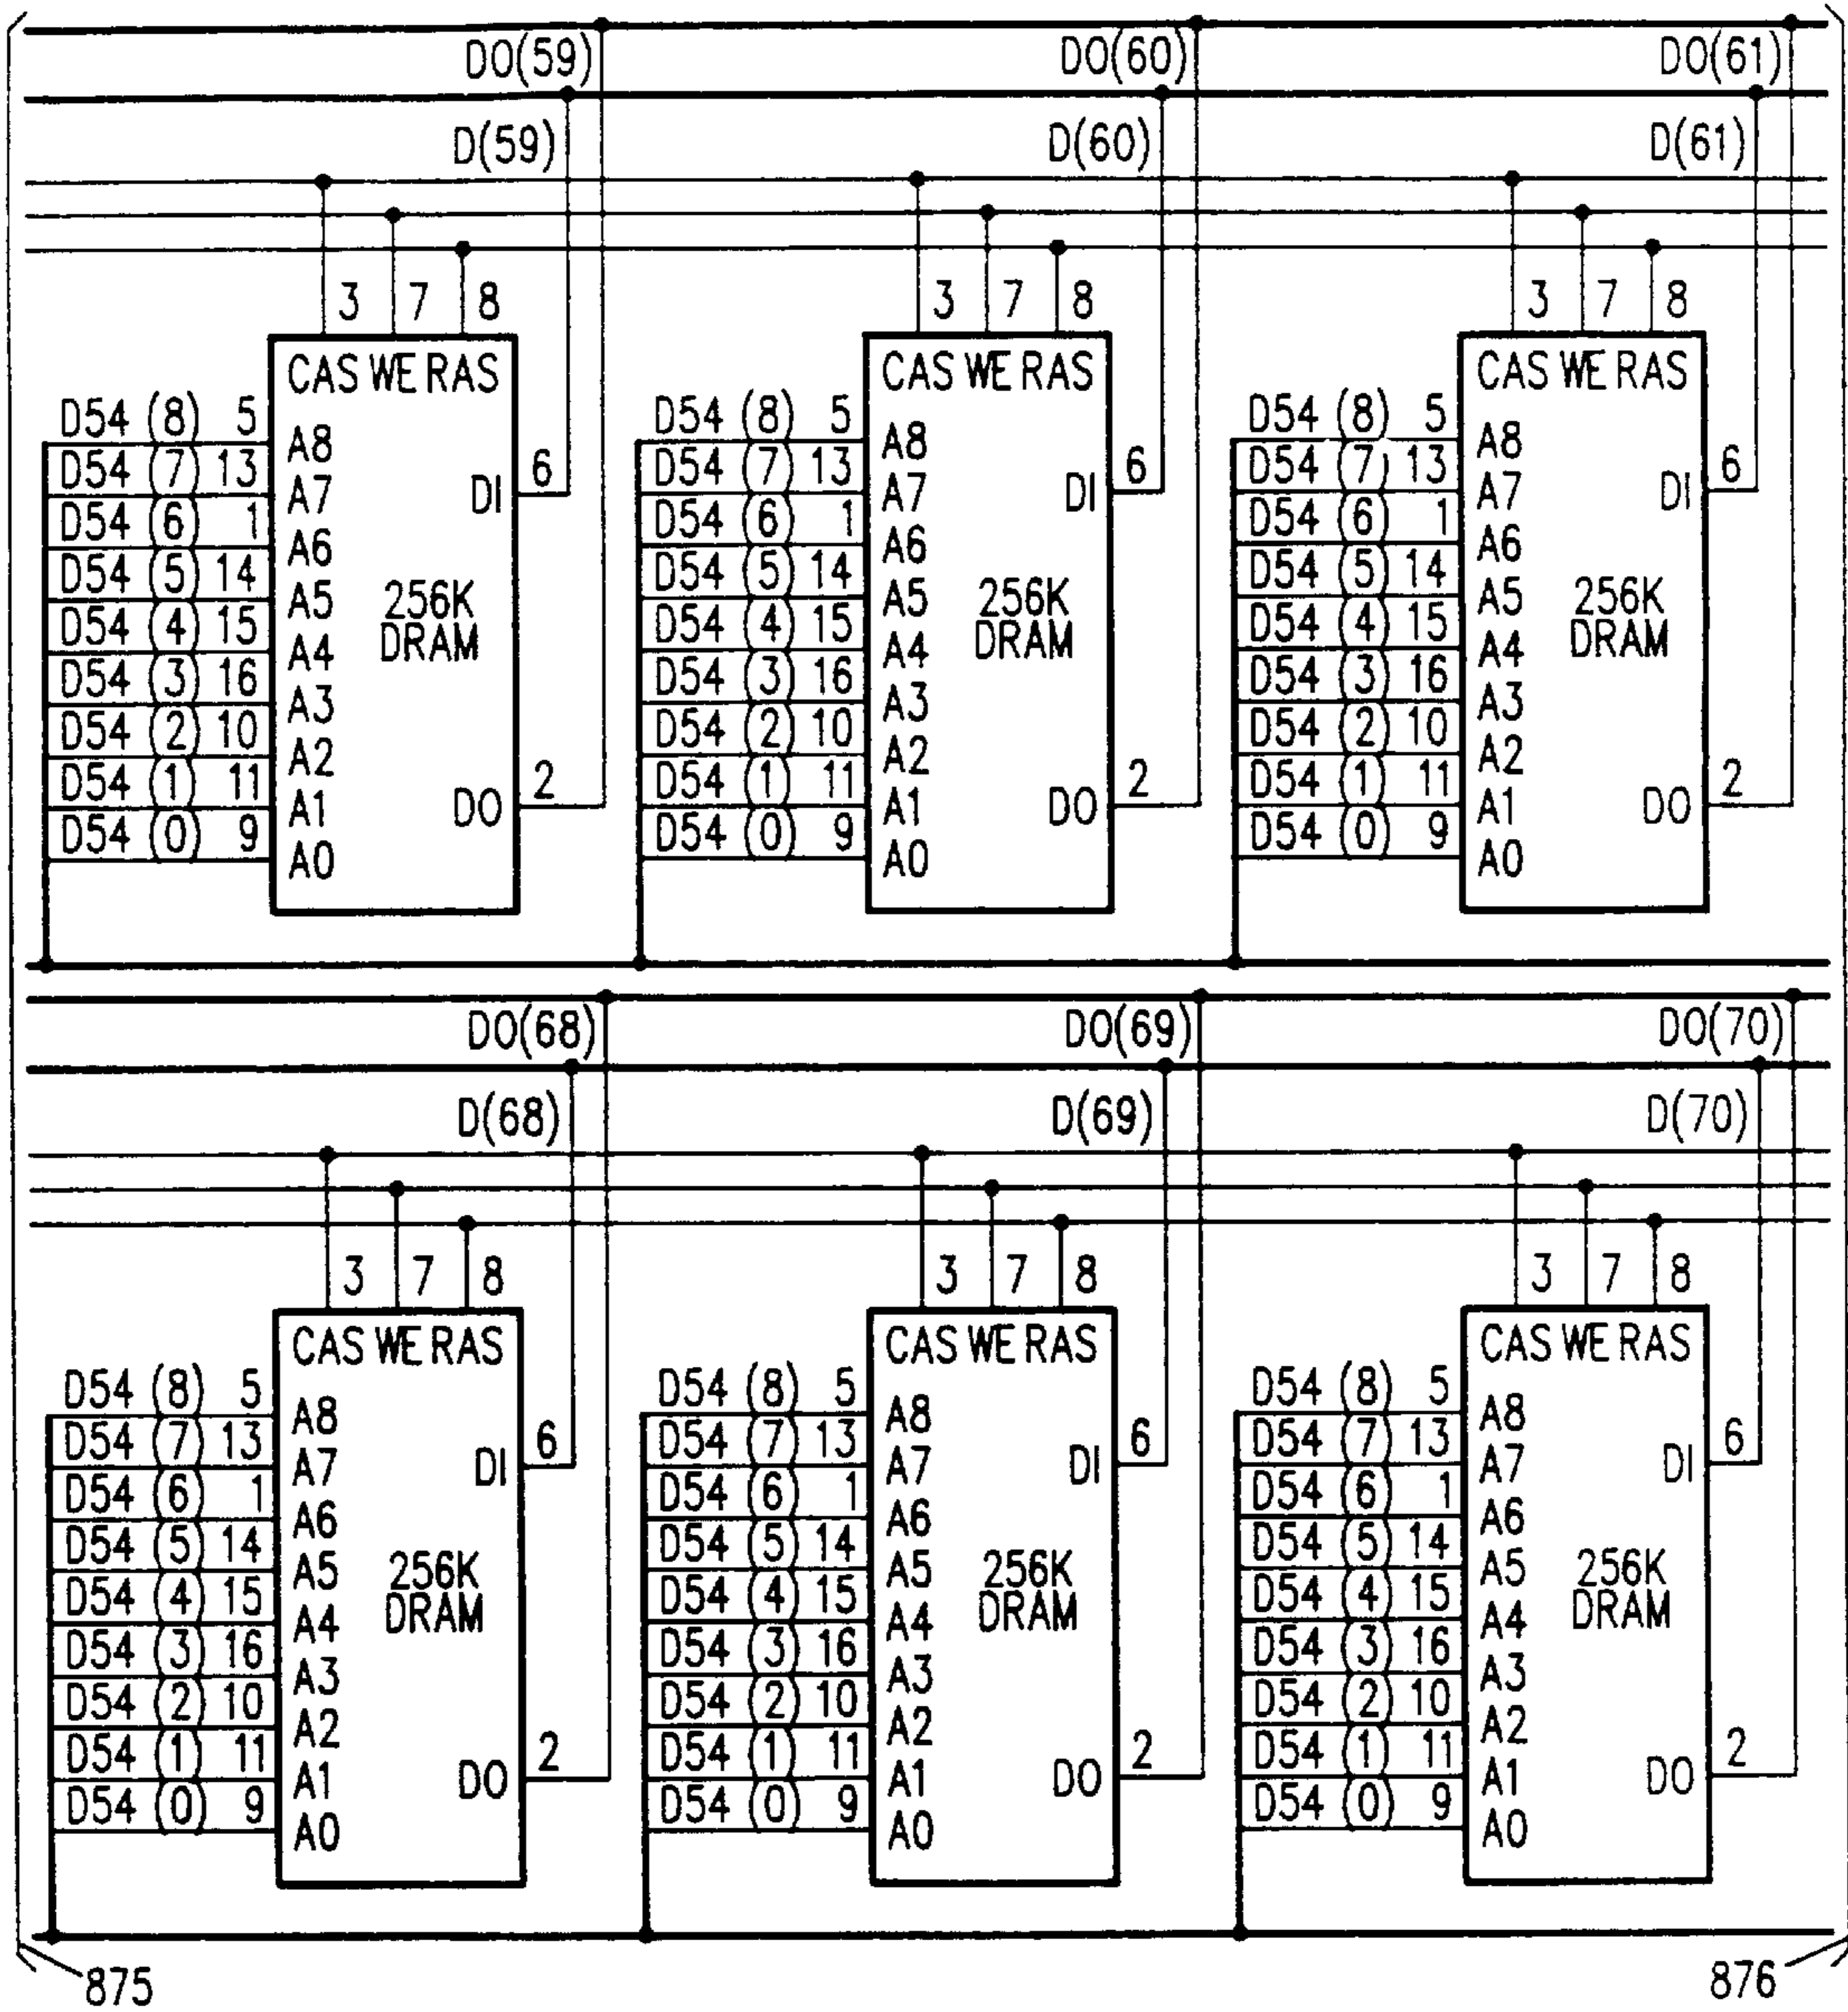 DO(59) DO(60) DO(61)
D(59) D(60) D(61)
3 7 8 3 7 8 3 7 8
CAS WE RAS CAS WE RAS CAS WE RAS
D54 (8) 5 A8 D54 (8) 5 A8 D54 (8) 5 A8
D54 (7) 13 A7 DI 6 D54 (7) 13 A7 DI 6 D54 (7) 13 A7 DI 6
D54 (6) 1 A6 D54 (6) 1 A6 D54 (6) 1 A6
D54 (5) 14 A5 256K D54 (5) 14 A5 256K D54 (5) 14 A5 256K
D54 (4) 15 A4 DRAM D54 (4) 15 A4 DRAM D54 (4) 15 A4 DRAM
D54 (3) 16 A3 D54 (3) 16 A3 D54 (3) 16 A3
D54 (2) 10 A2 D54 (2) 10 A2 D54 (2) 10 A2
D54 (1) 11 A1 DO 2 D54 (1) 11 A1 DO 2 D54 (1) 11 A1 DO 2
D54 (0) 9 A0 D54 (0) 9 A0 D54 (0) 9 A0
DO(68) DO(69) DO(70)
D(68) D(69) D(70)
3 7 8 3 7 8 3 7 8
CAS WE RAS CAS WE RAS CAS WE RAS
D54 (8) 5 A8 D54 (8) 5 A8 D54 (8) 5 A8
D54 (7) 13 A7 DI 6 D54 (7) 13 A7 DI 6 D54 (7) 13 A7 DI 6
D54 (6) 1 A6 D54 (6) 1 A6 D54 (6) 1 A6
D54 (5) 14 A5 256K D54 (5) 14 A5 256K D54 (5) 14 A5 256K
D54 (4) 15 A4 DRAM D54 (4) 15 A4 DRAM D54 (4) 15 A4 DRAM
D54 (3) 16 A3 D54 (3) 16 A3 D54 (3) 16 A3
D54 (2) 10 A2 D54 (2) 10 A2 D54 (2) 10 A2
D54 (1) 11 A1 DO 2 D54 (1) 11 A1 DO 2 D54 (1) 11 A1 DO 2
D54 (0) 9 A0 D54 (0) 9 A0 D54 (0) 9 A0
875 876